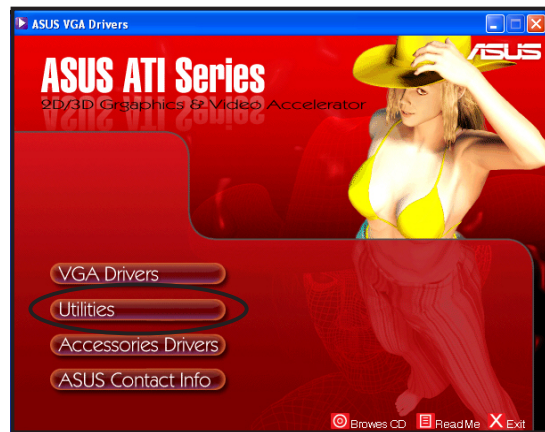 ASUS VGA Drivers
ASUS
ASUS ATI Series
2D/3D Grgaphics & Video Accelerator
VGA Drivers
Utilities
Accessories Drivers
ASUS Contact Info
Browes CD ReadMe Exit